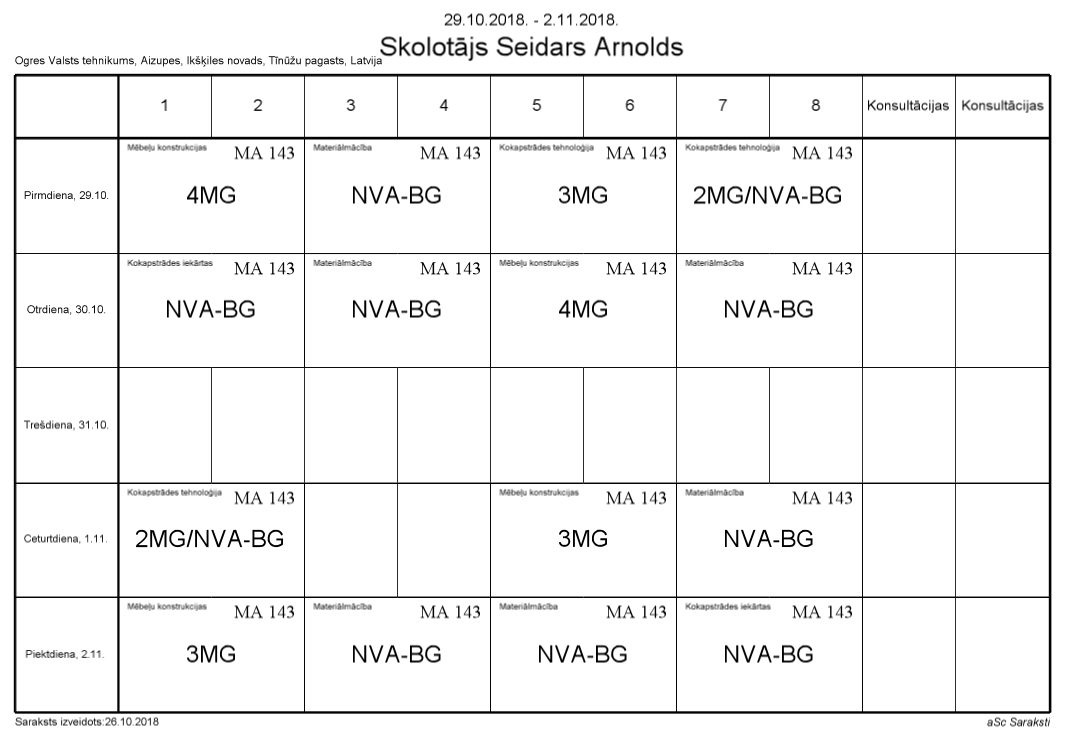 29.10.2018. - 2.11.2018.
Skolotājs Seidars Arnolds
Ogres Valsts tehnikums, Aizupes, Ikšķiles novads, Tīnūžu pagasts, Latvija
1 2 3 4 5 6 7 8 Konsultācijas Konsultācijas
Mēbeļu konstrukcijas MA 143 Materiālmācība MA 143 Kokapstrādes tehnoloģija MA 143 Kokapstrādes tehnoloģija MA 143
Pirmdiena, 29.10. 4MG NVA-BG 3MG 2MG/NVA-BG
Kokapstrādes iekārtas MA 143 Materiālmācība MA 143 Mēbeļu konstrukcijas MA 143 Materiālmācība MA 143
Otrdiena, 30.10. NVA-BG NVA-BG 4MG NVA-BG
Trešdiena, 31.10.
Kokapstrādes tehnoloģija MA 143 Mēbeļu konstrukcijas MA 143 Materiālmācība MA 143
Ceturtdiena, 1.11. 2MG/NVA-BG 3MG NVA-BG
Mēbeļu konstrukcijas MA 143 Materiālmācība MA 143 Materiālmācība MA 143 Kokapstrādes iekārtas MA 143
Piektdiena, 2.11. 3MG NVA-BG NVA-BG NVA-BG
Saraksts izveidots:26.10.2018 aSc Saraksti